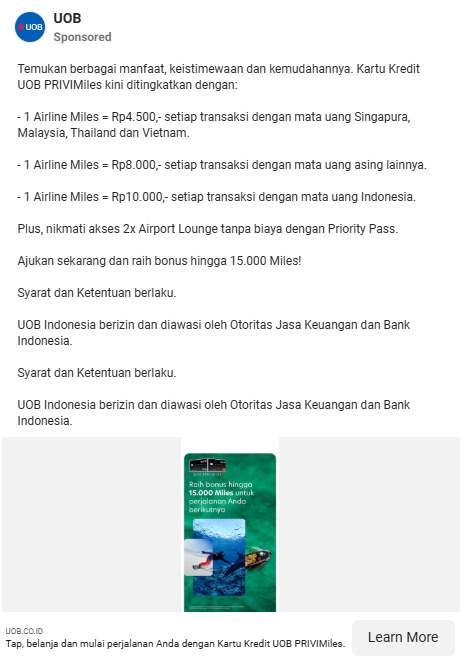 UOB
UOB
Sponsored
Temukan berbagai manfaat, keistimewaan dan kemudahannya. Kartu Kredit
UOB PRIVIMiles kini ditingkatkan dengan:
- 1 Airline Miles = Rp4.500,- setiap transaksi dengan mata uang Singapura,
Malaysia, Thailand dan Vietnam.
- 1 Airline Miles = Rp8.000,- setiap transaksi dengan mata uang asing lainnya.
- 1 Airline Miles = Rp10.000,- setiap transaksi dengan mata uang Indonesia.
Plus, nikmati akses 2x Airport Lounge tanpa biaya dengan Priority Pass.
Ajukan sekarang dan raih bonus hingga 15.000 Miles!
Syarat dan Ketentuan berlaku.
UOB Indonesia berizin dan diawasi oleh Otoritas Jasa Keuangan dan Bank
Indonesia.
Syarat dan Ketentuan berlaku.
UOB Indonesia berizin dan diawasi oleh Otoritas Jasa Keuangan dan Bank
Indonesia.
Raih bonus hingga
15.000 Miles untuk
perjalanan Anda
berikutnya
UOB.CO.ID
Tap, belanja dan mulai perjalanan Anda dengan Kartu Kredit UOB PRIVIMiles.
Learn More